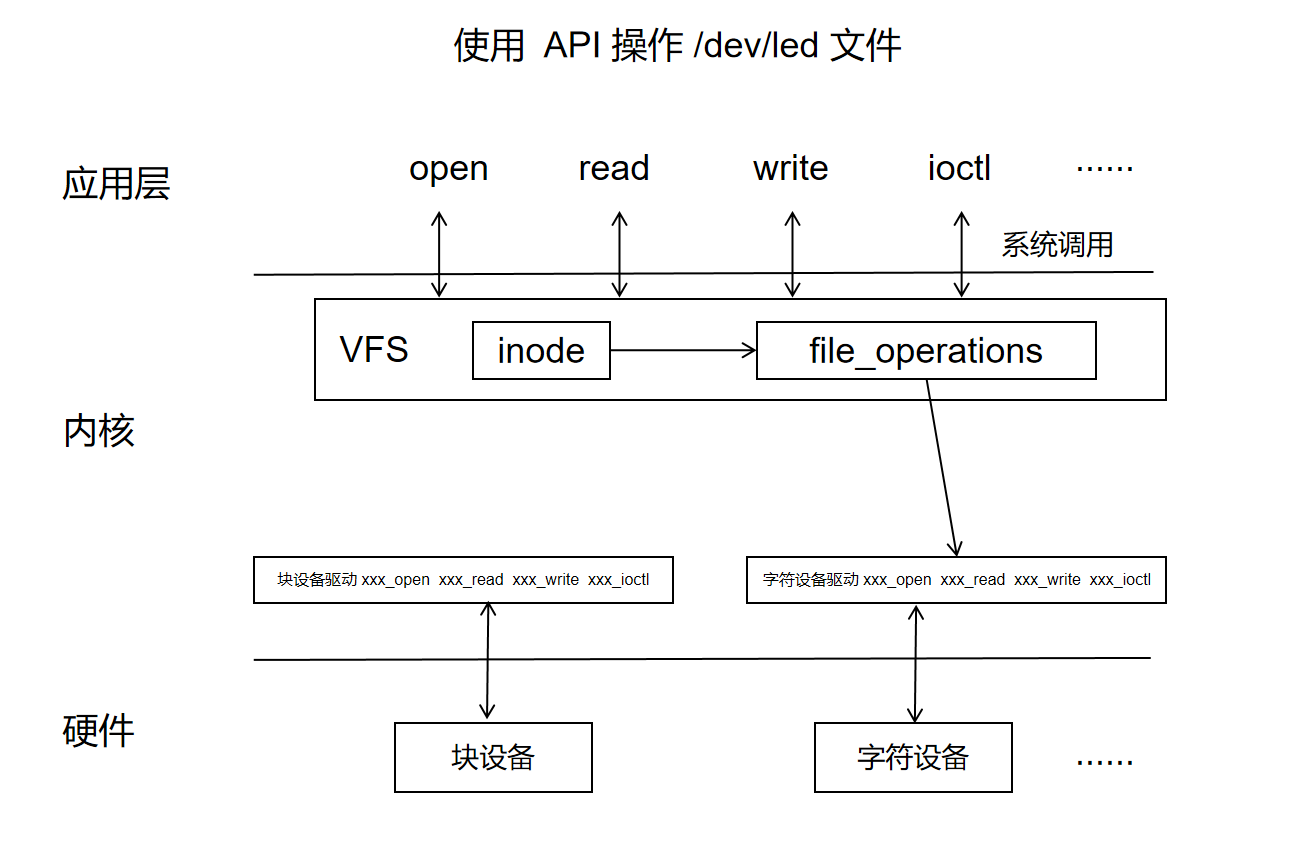 使用 API 操作 /dev/led 文件
应用层
open read write ioctl ······
系统调用
VFS inode file_operations
内核
块设备驱动 xxx_open xxx_read xxx_write xxx_ioctl
字符设备驱动 xxx_open xxx_read xxx_write xxx_ioctl
硬件
块设备 字符设备 ······